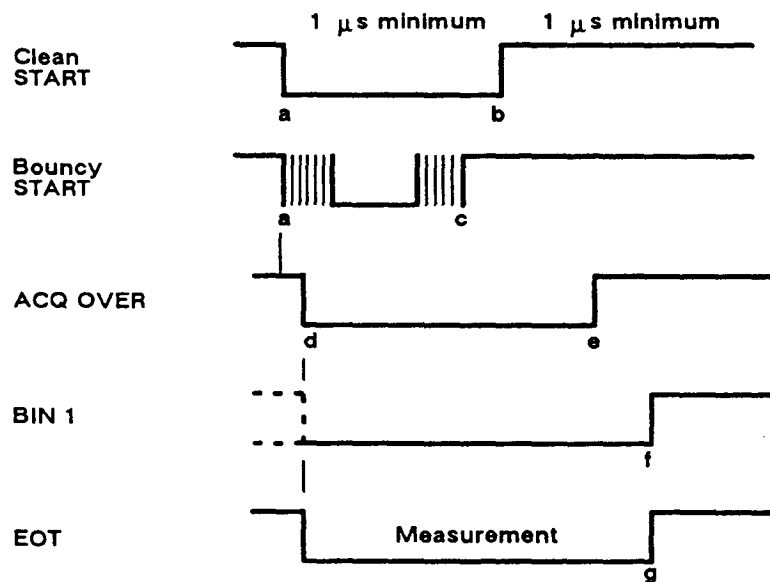 1 μs minimum 1 μs minimum
Clean
START
a b
Bouncy
START
a c
ACQ OVER
d e
BIN 1
f
EOT
Measurement
g